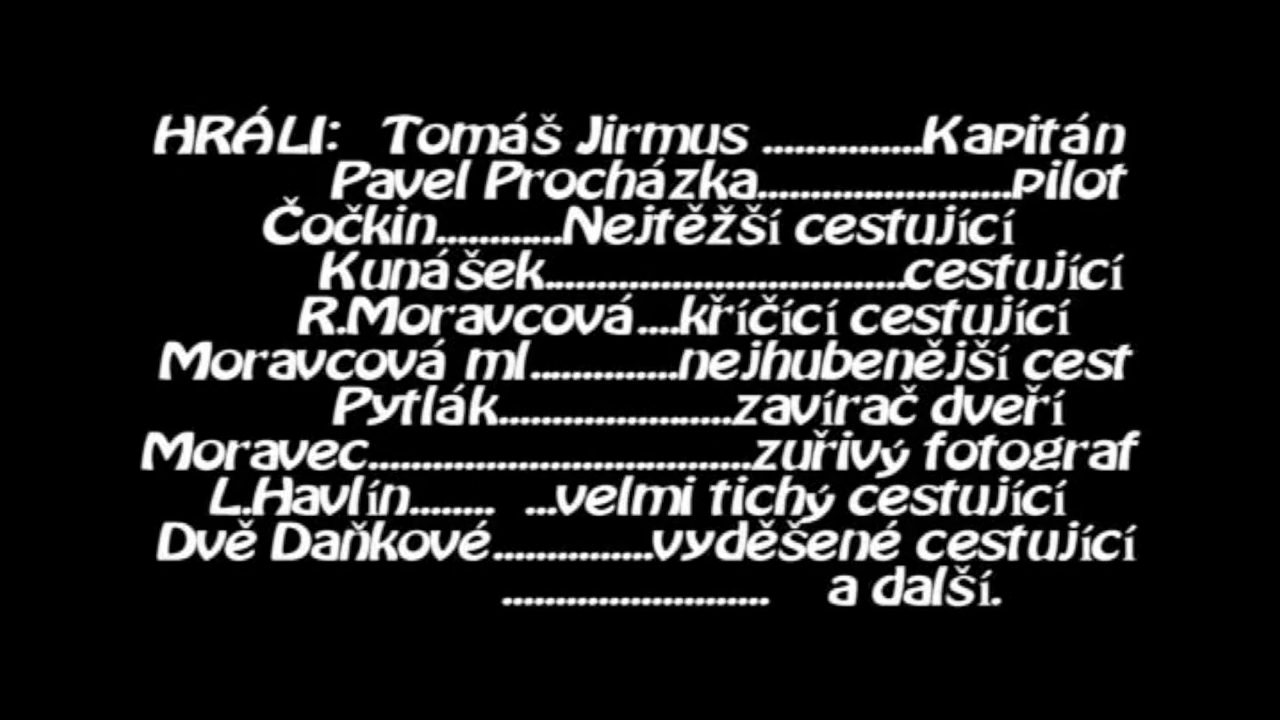 HRÁLI: Tomáš Jirmus ...............Kapitán
Pavel Procházka........................pilot
Čočkin............Nejtěžší cestující
Kunášek..................................cestující
R.Moravcová....kříčící cestující
Moravcová ml..............nejhubenější cest
Pytlák......................zavírač dveří
Moravec....................................zuřivý fotograf
L.Havlín........ ...velmi tichý cestující
Dvě Daňkové...............vyděšené cestující
......................... a další.